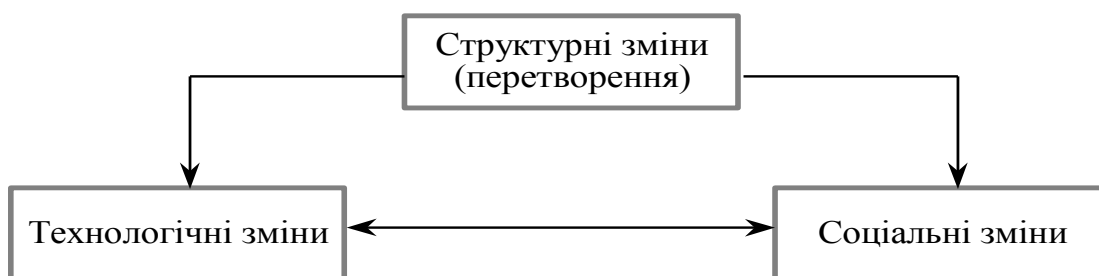 Структурні зміни
(перетворення)
Технологічні зміни
Соціальні зміни